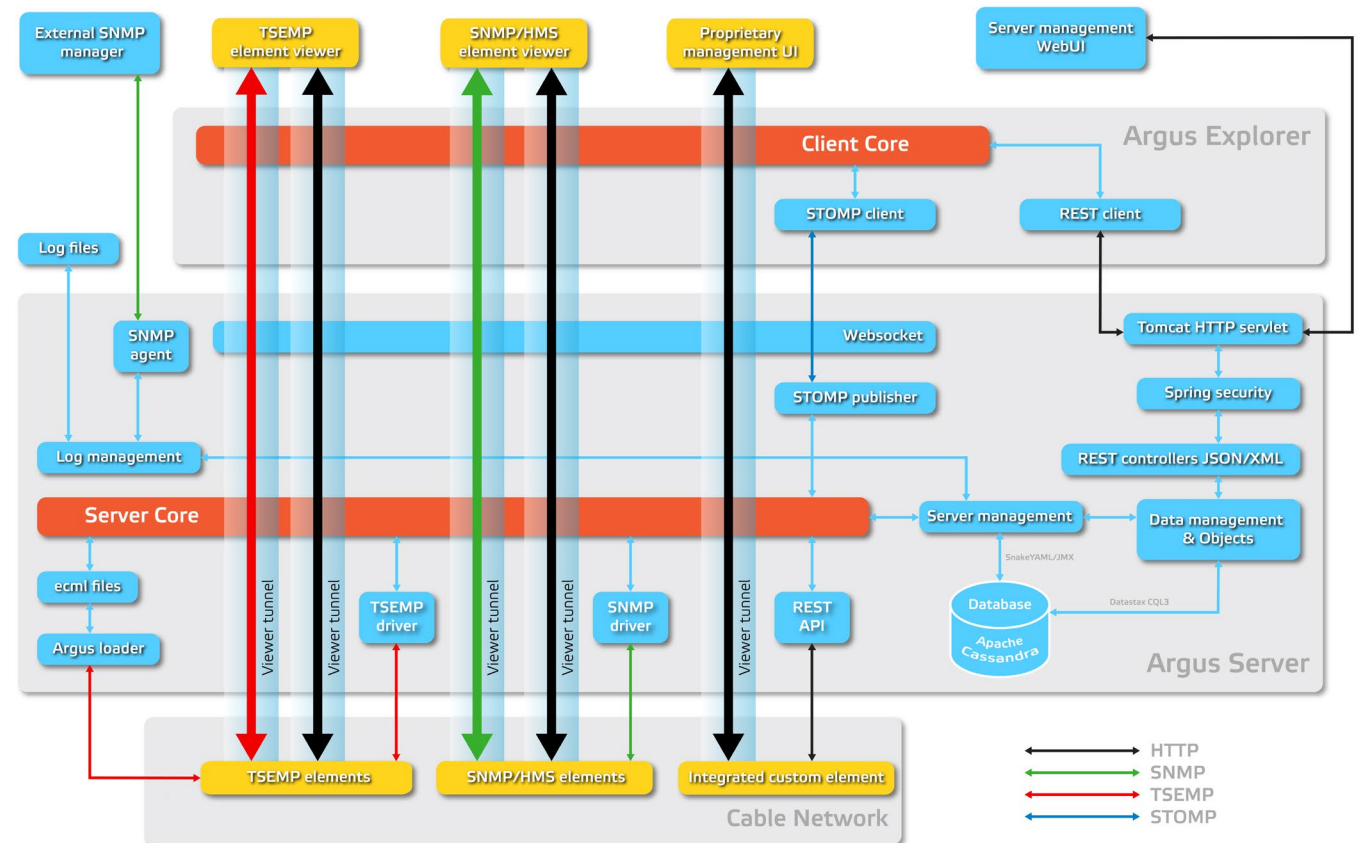 External SNMP
manager
TSEMP
element viewer
SNMP/HMS
element viewer
Proprietary
management UI
Server management
WebUI
Argus Explorer
Client Core
STOMP client
REST client
Log files
SNMP
agent
Websocket
Tomcat HTTP servlet
STOMP publisher
Spring security
Log management
REST controllers JSON/XML
Server Core
Server management
Data management
& Objects
SnakeYAML/JMX
ecml files
Viewer tunnel
Viewer tunnel
TSEMP
driver
Viewer tunnel
Viewer tunnel
SNMP
driver
Viewer tunnel
REST
API
Database
Apache
Cassandra
Datastax CQL3
Argus loader
Argus Server
TSEMP elements
SNMP/HMS elements
Integrated custom element
Cable Network
HTTP
SNMP
TSEMP
STOMP